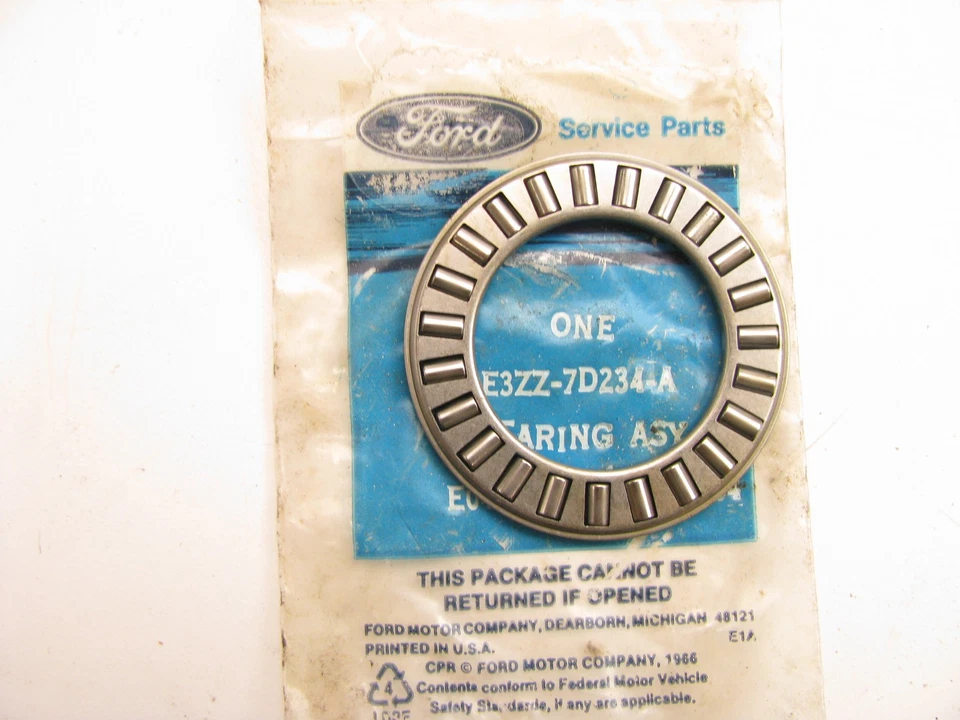 Ford Service Parts
ONE
E3ZZ-7D234-A
EARING ASY
THIS PACKAGE CANNOT BE
RETURNED IF OPENED
FORD MOTOR COMPANY, DEARBORN, MICHIGAN 48121
PRINTED IN U.S.A.
CPR © FORD MOTOR COMPANY, 1966
4
Contents conform to Federal Motor Vehicle
Safety Standards, if any are applicable.